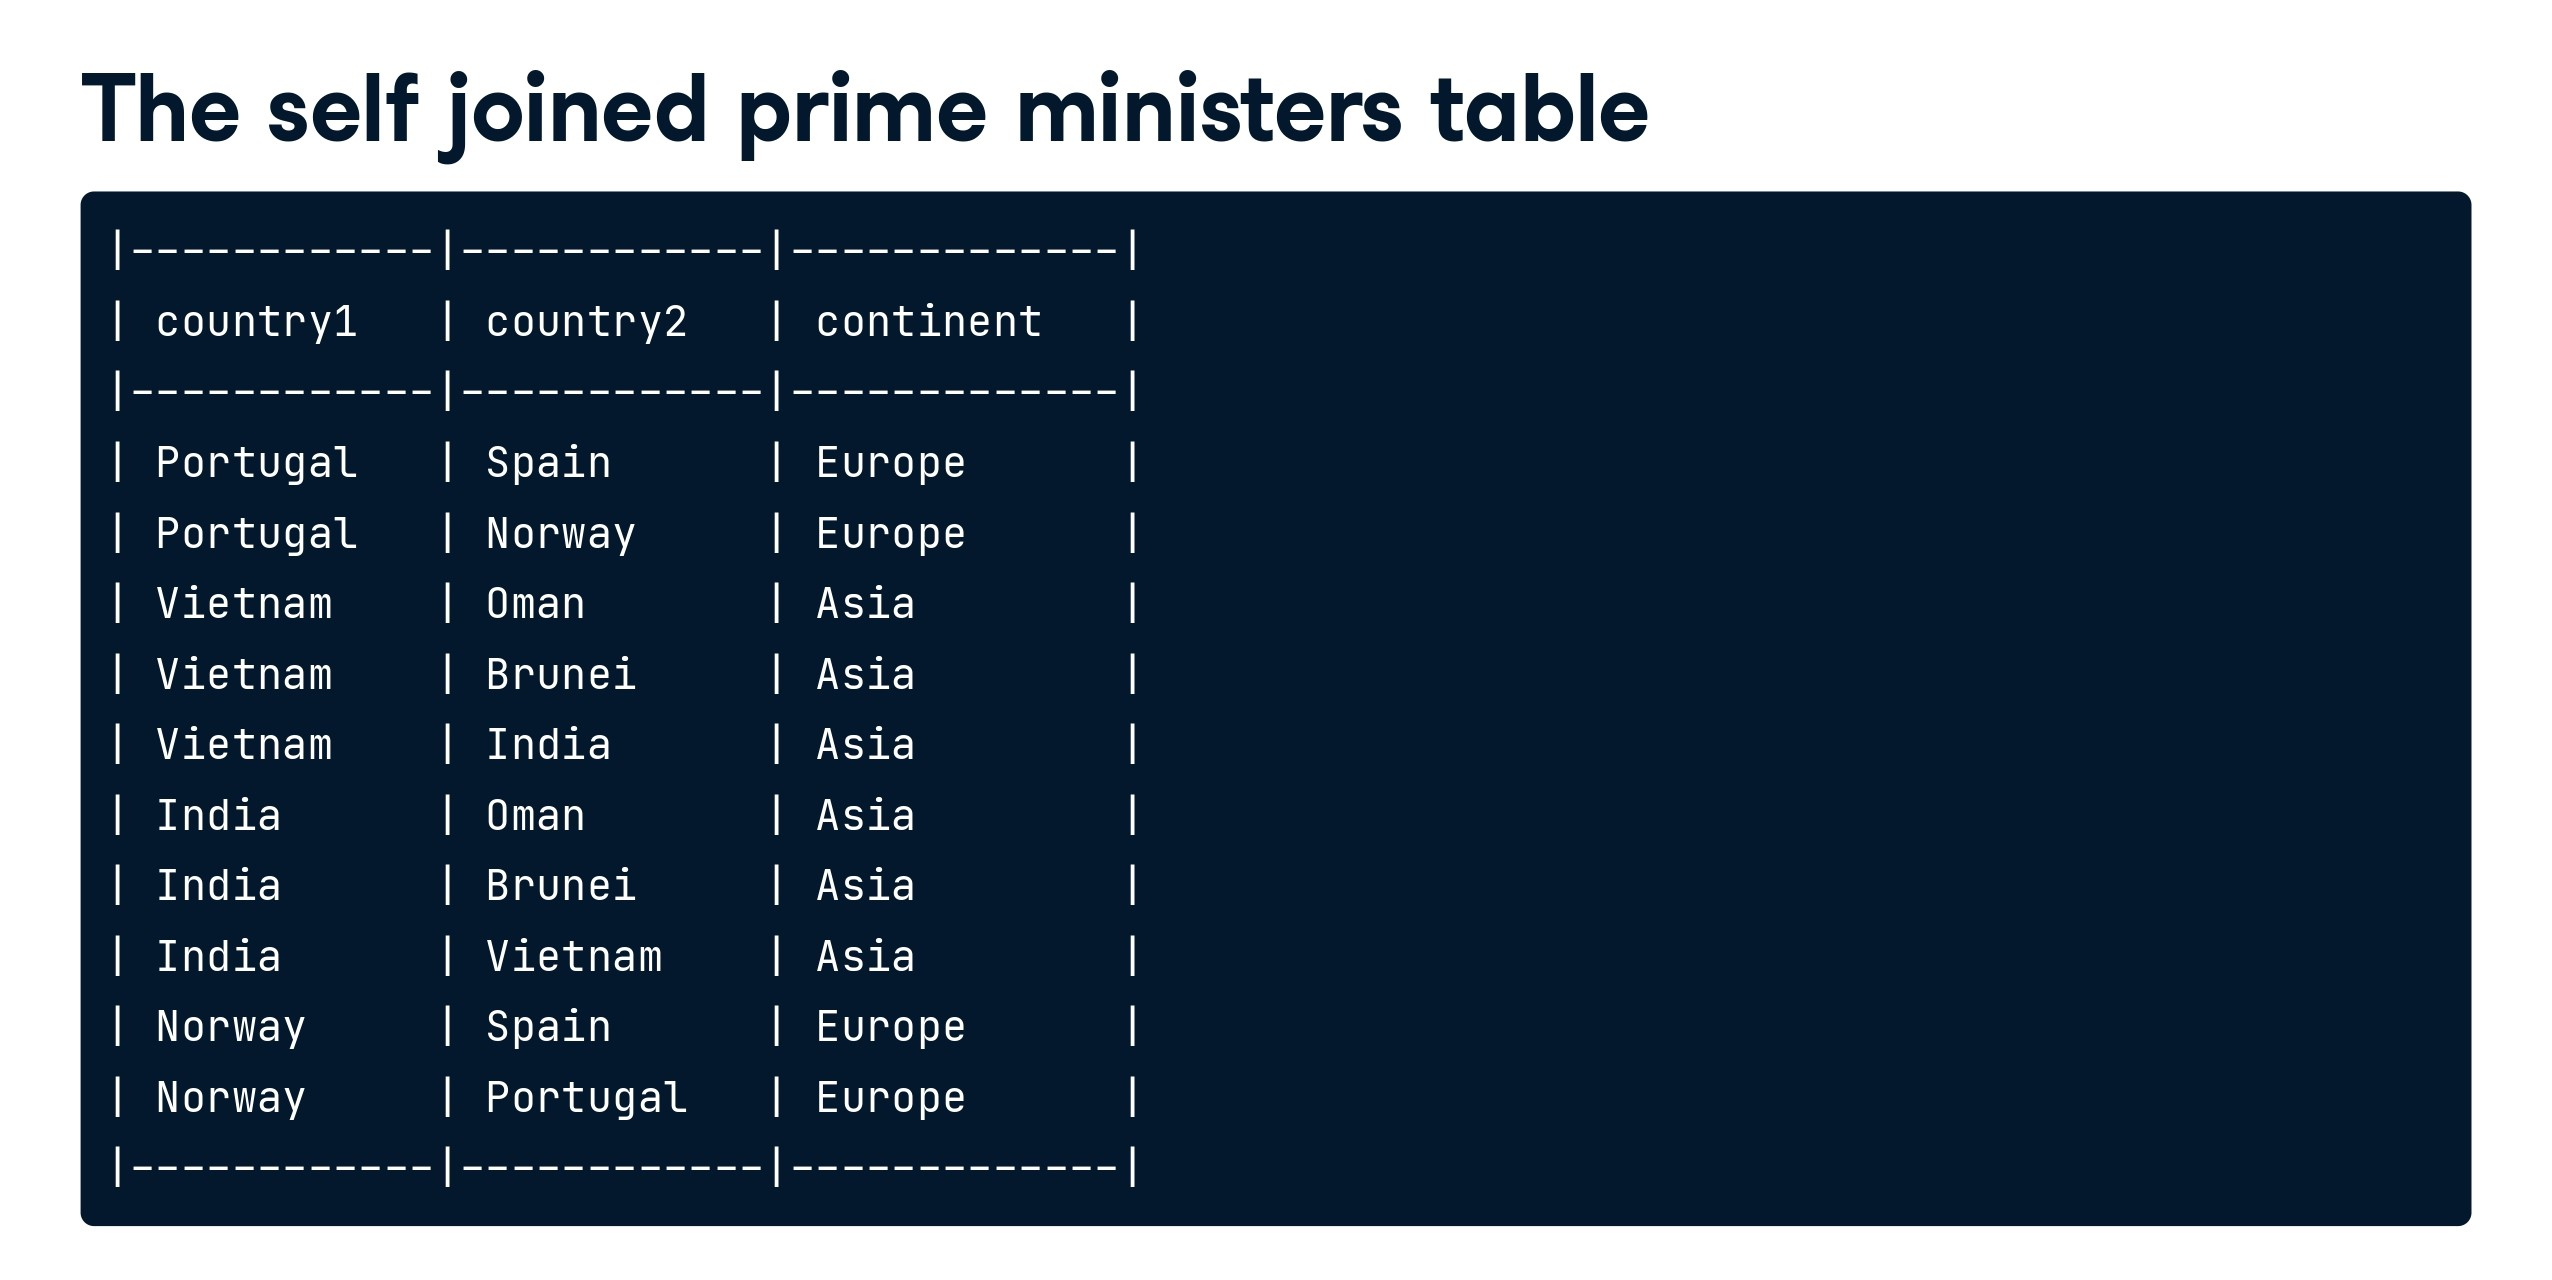 The self joined prime ministers table
|------------|------------|-------------|
| country1   | country2   | continent   |
|------------|------------|-------------|
| Portugal   | Spain      | Europe      |
| Portugal   | Norway     | Europe      |
| Vietnam    | Oman       | Asia        |
| Vietnam    | Brunei     | Asia        |
| Vietnam    | India      | Asia        |
| India      | Oman       | Asia        |
| India      | Brunei     | Asia        |
| India      | Vietnam    | Asia        |
| Norway     | Spain      | Europe      |
| Norway     | Portugal   | Europe      |
|------------|------------|-------------|